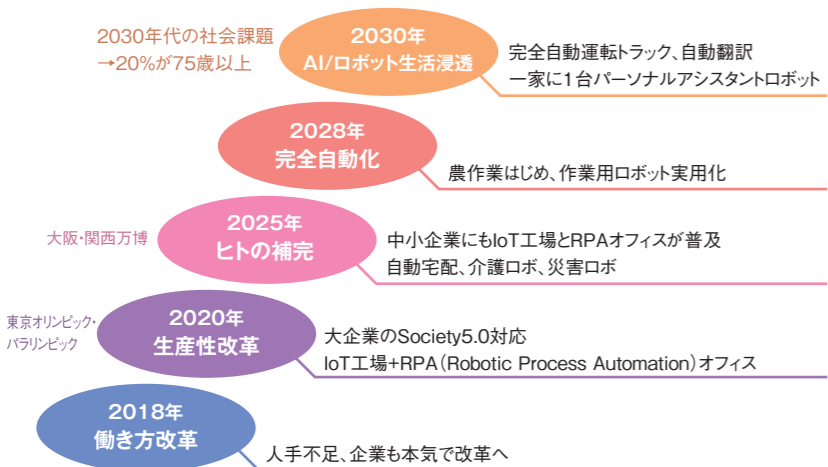 2030年代の社会課題
→20%が75歳以上
2030年
AI/ロボット生活浸透
完全自動運転トラック、自動翻訳
一家に1台パーソナルアシスタントロボット
2028年
完全自動化
農作業はじめ、作業用ロボット実用化
大阪・関西万博
2025年
ヒトの補完
中小企業にもIoT工場とRPAオフィスが普及
自動宅配、介護ロボ、災害ロボ
東京オリンピック・
パラリンピック
2020年
生産性改革
大企業のSociety5.0対応
IoT工場+RPA（Robotic Process Automation）オフィス
2018年
働き方改革
人手不足、企業も本気で改革へ